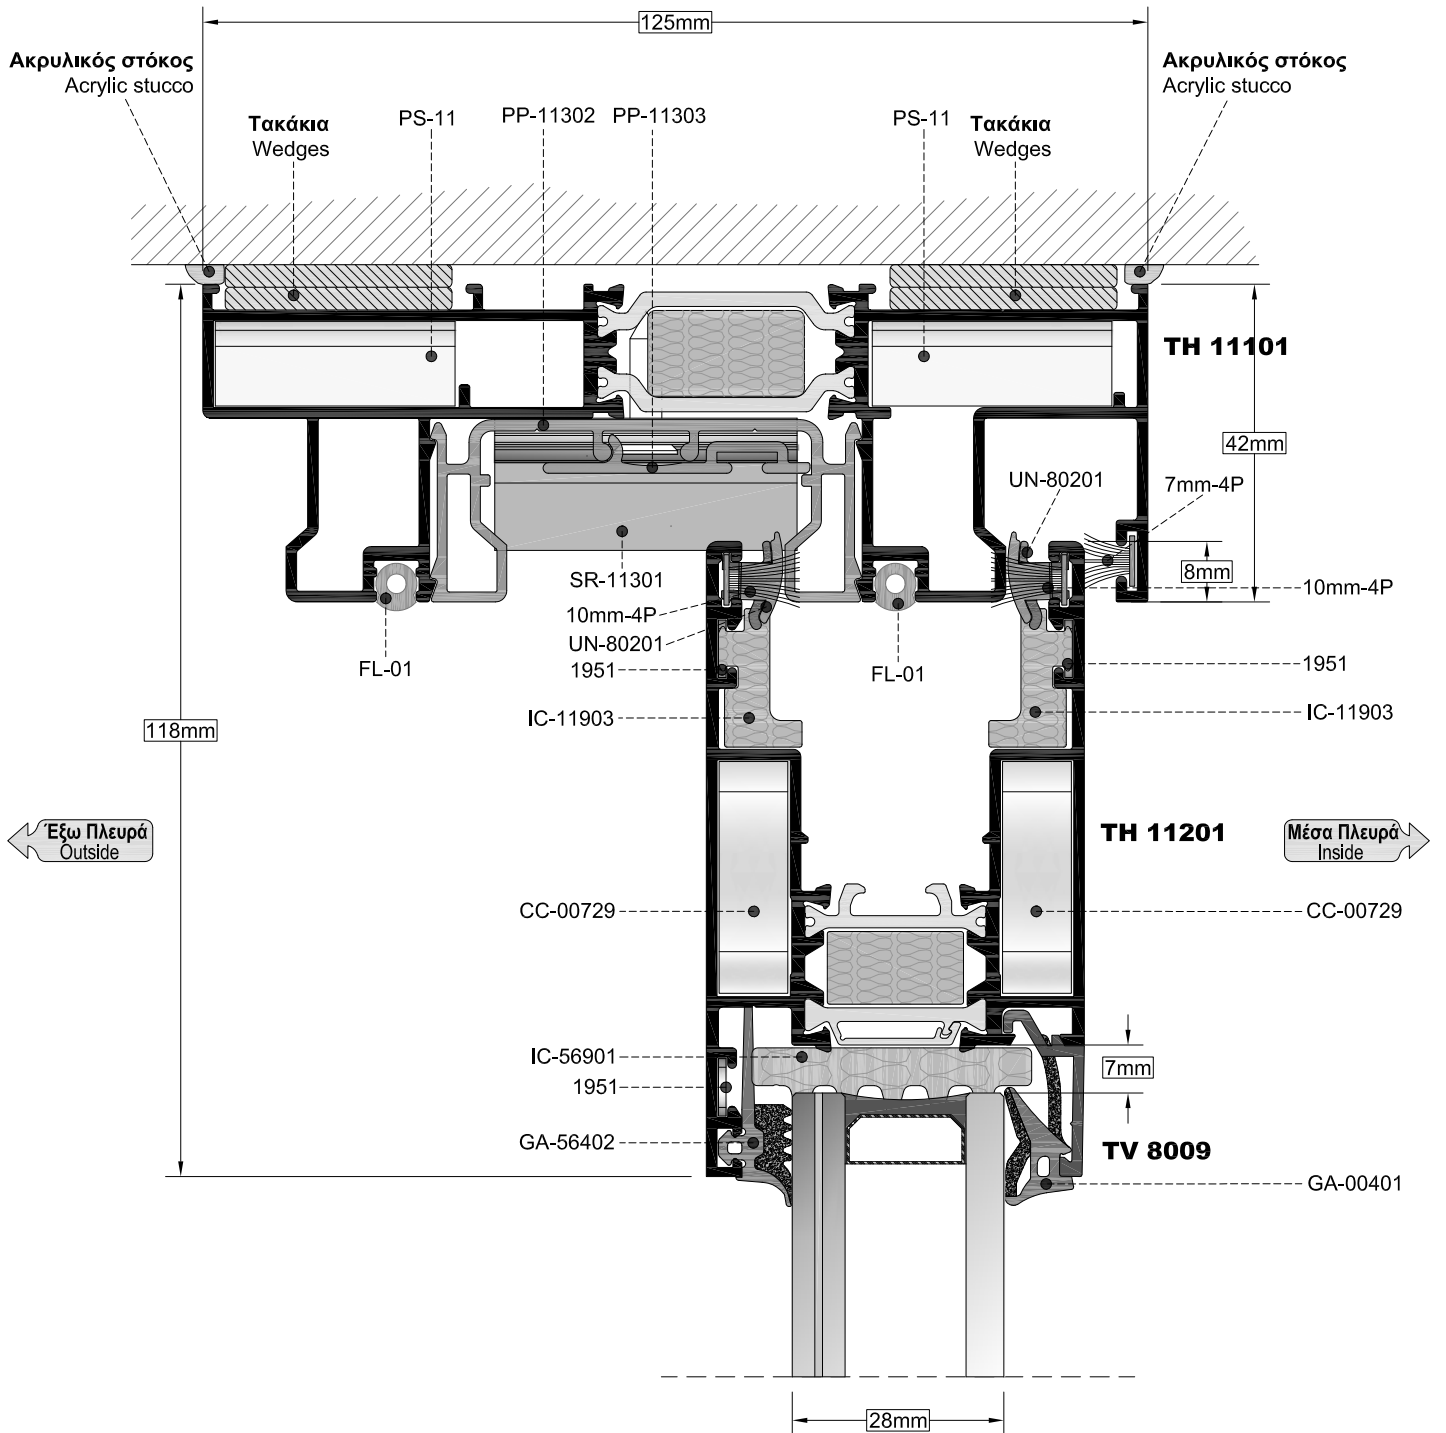 125mm
Ακρυλικός στόκος
Acrylic stucco
Τακάκια
Wedges
PS-11
PP-11302
PP-11303
PS-11
Τακάκια
Wedges
Ακρυλικός στόκος
Acrylic stucco
TH 11101
42mm
UN-80201
7mm-4P
8mm
SR-11301
10mm-4P
10mm-4P
UN-80201
FL-01
1951
FL-01
1951
IC-11903
IC-11903
118mm
Έξω Πλευρά
Outside
TH 11201
Μέσα Πλευρά
Inside
CC-00729
CC-00729
IC-56901
7mm
1951
GA-56402
TV 8009
GA-00401
28mm